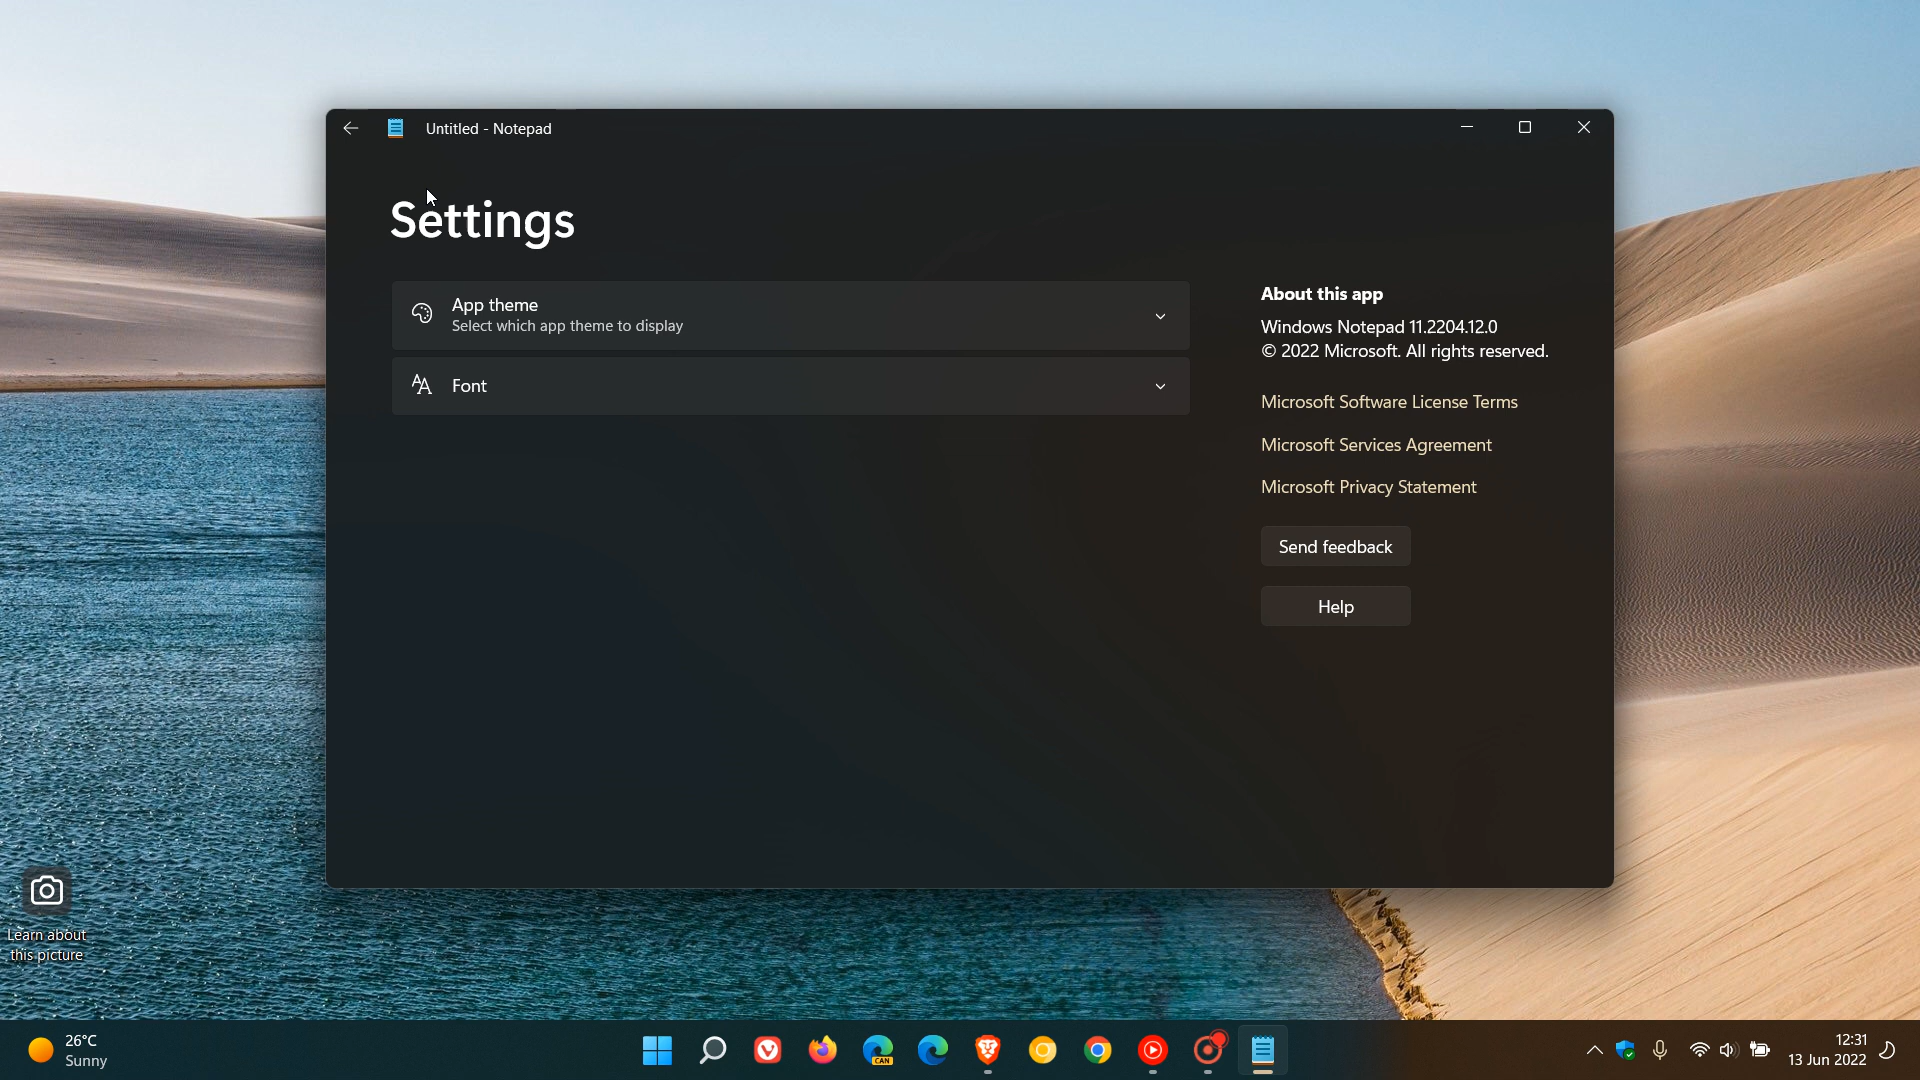 Untitled - Notepad
Settings
App theme
Select which app theme to display
Font
About this app
Windows Notepad 11.2204.12.0
© 2022 Microsoft. All rights reserved.
Microsoft Software License Terms
Microsoft Services Agreement
Microsoft Privacy Statement
Send feedback
Help
Learn about
this picture
26°C
Sunny
CAN
12:31
13 Jun 2022